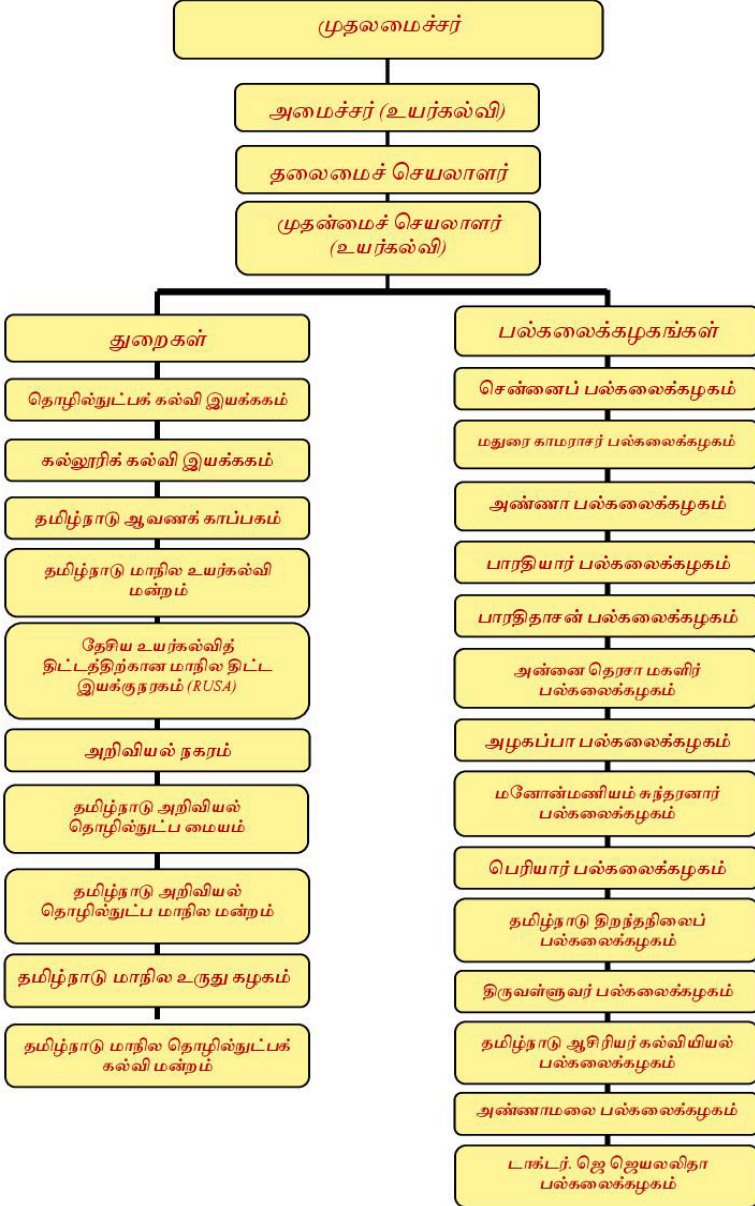 முதலமைச்சர்
அமைச்சர் (உயர்கல்வி)
தலைமைச் செயலாளர்
முதன்மைச் செயலாளர்
(உயர்கல்வி)
துறைகள்
தொழில்நுட்பக் கல்வி இயக்ககம்
கல்லூரிக் கல்வி இயக்ககம்
தமிழ்நாடு ஆவணக் காப்பகம்
தமிழ்நாடு மாநில உயர்கல்வி
மன்றம்
தேசிய உயர்கல்வித்
திட்டத்திற்கான மாநில திட்ட
இயக்குநரகம் (RUSA)
அறிவியல் நகரம்
தமிழ்நாடு அறிவியல்
தொழில்நுட்ப மையம்
தமிழ்நாடு அறிவியல்
தொழில்நுட்ப மாநில மன்றம்
தமிழ்நாடு மாநில உருது கழகம்
தமிழ்நாடு மாநில தொழில்நுட்பக்
கல்வி மன்றம்
பல்கலைக்கழகங்கள்
சென்னைப் பல்கலைக்கழகம்
மதுரை காமராசர் பல்கலைக்கழகம்
அண்ணா பல்கலைக்கழகம்
பாரதியார் பல்கலைக்கழகம்
பாரதிதாசன் பல்கலைக்கழகம்
அன்னை தெரசா மகளிர்
பல்கலைக்கழகம்
அழகப்பா பல்கலைக்கழகம்
மனோன்மணியம் சுந்தரனார்
பல்கலைக்கழகம்
பெரியார் பல்கலைக்கழகம்
தமிழ்நாடு திறந்தநிலைப்
பல்கலைக்கழகம்
திருவள்ளுவர் பல்கலைக்கழகம்
தமிழ்நாடு ஆசிரியர் கல்வியியல்
பல்கலைக்கழகம்
அண்ணாமலை பல்கலைக்கழகம்
டாக்டர். ஜெ ஜெயலலிதா
பல்கலைக்கழகம்